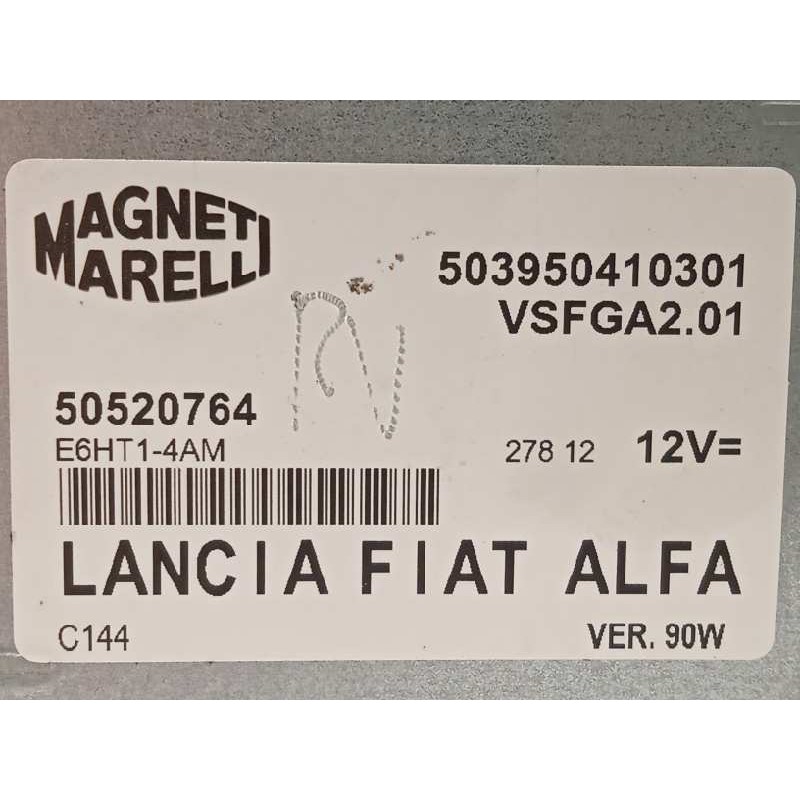 MAGNETI
MARELLI
503950410301
VSFGA2.01
50520764
E6HT1-4AM
278 12
12V=
LANCIA FIAT ALFA
C144
VER. 90W